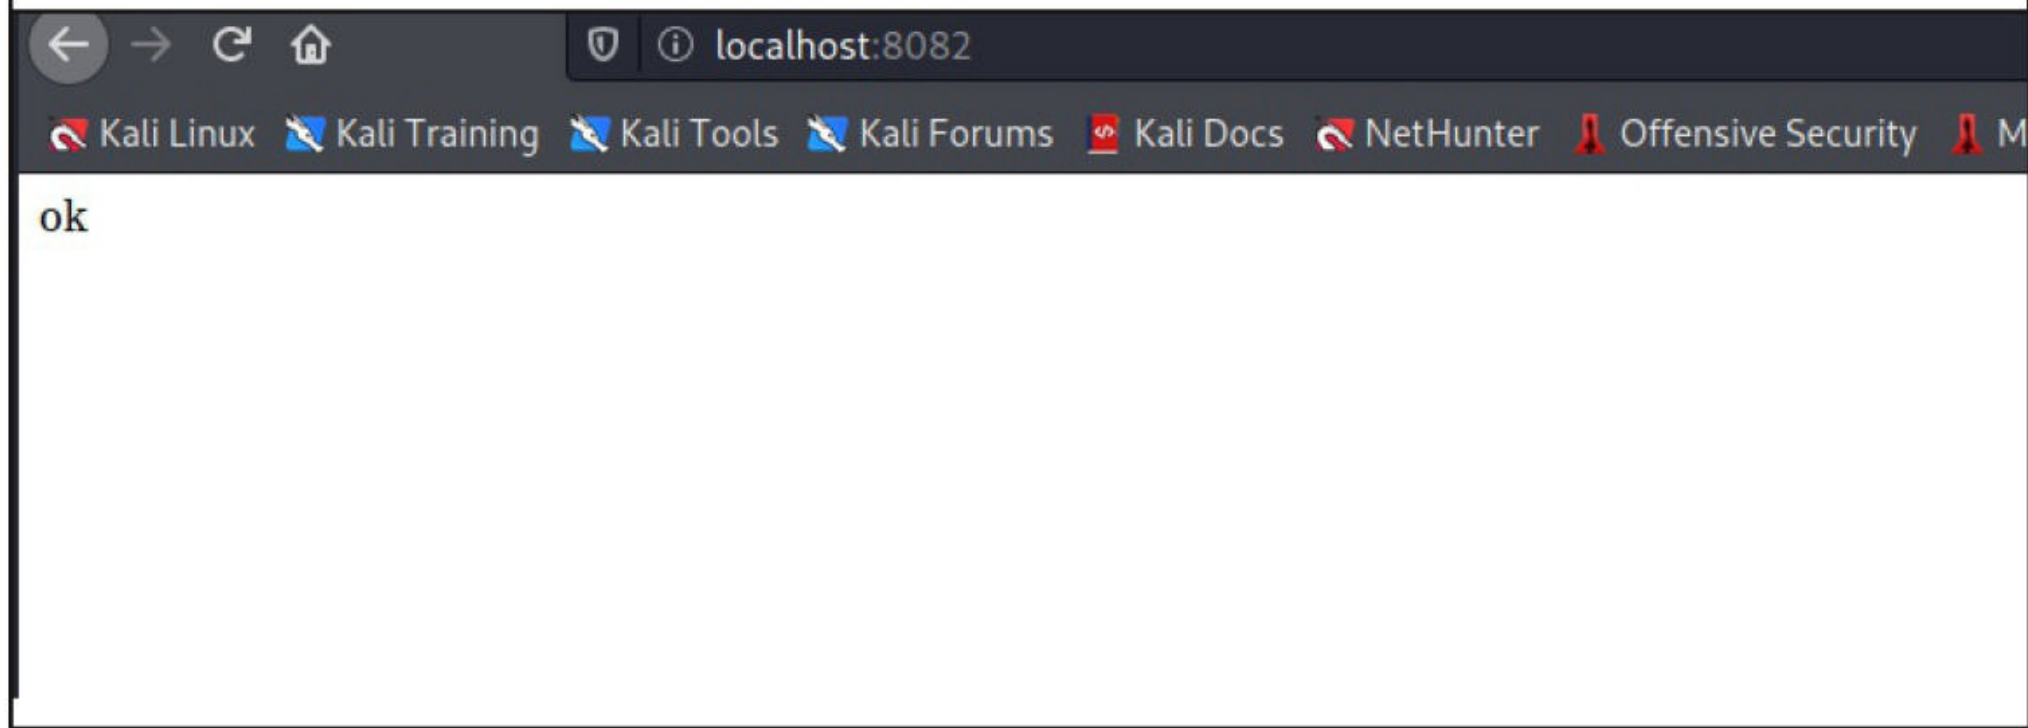 localhost:8082
Kali Linux Kali Training Kali Tools Kali Forums Kali Docs NetHunter Offensive Security M
ok